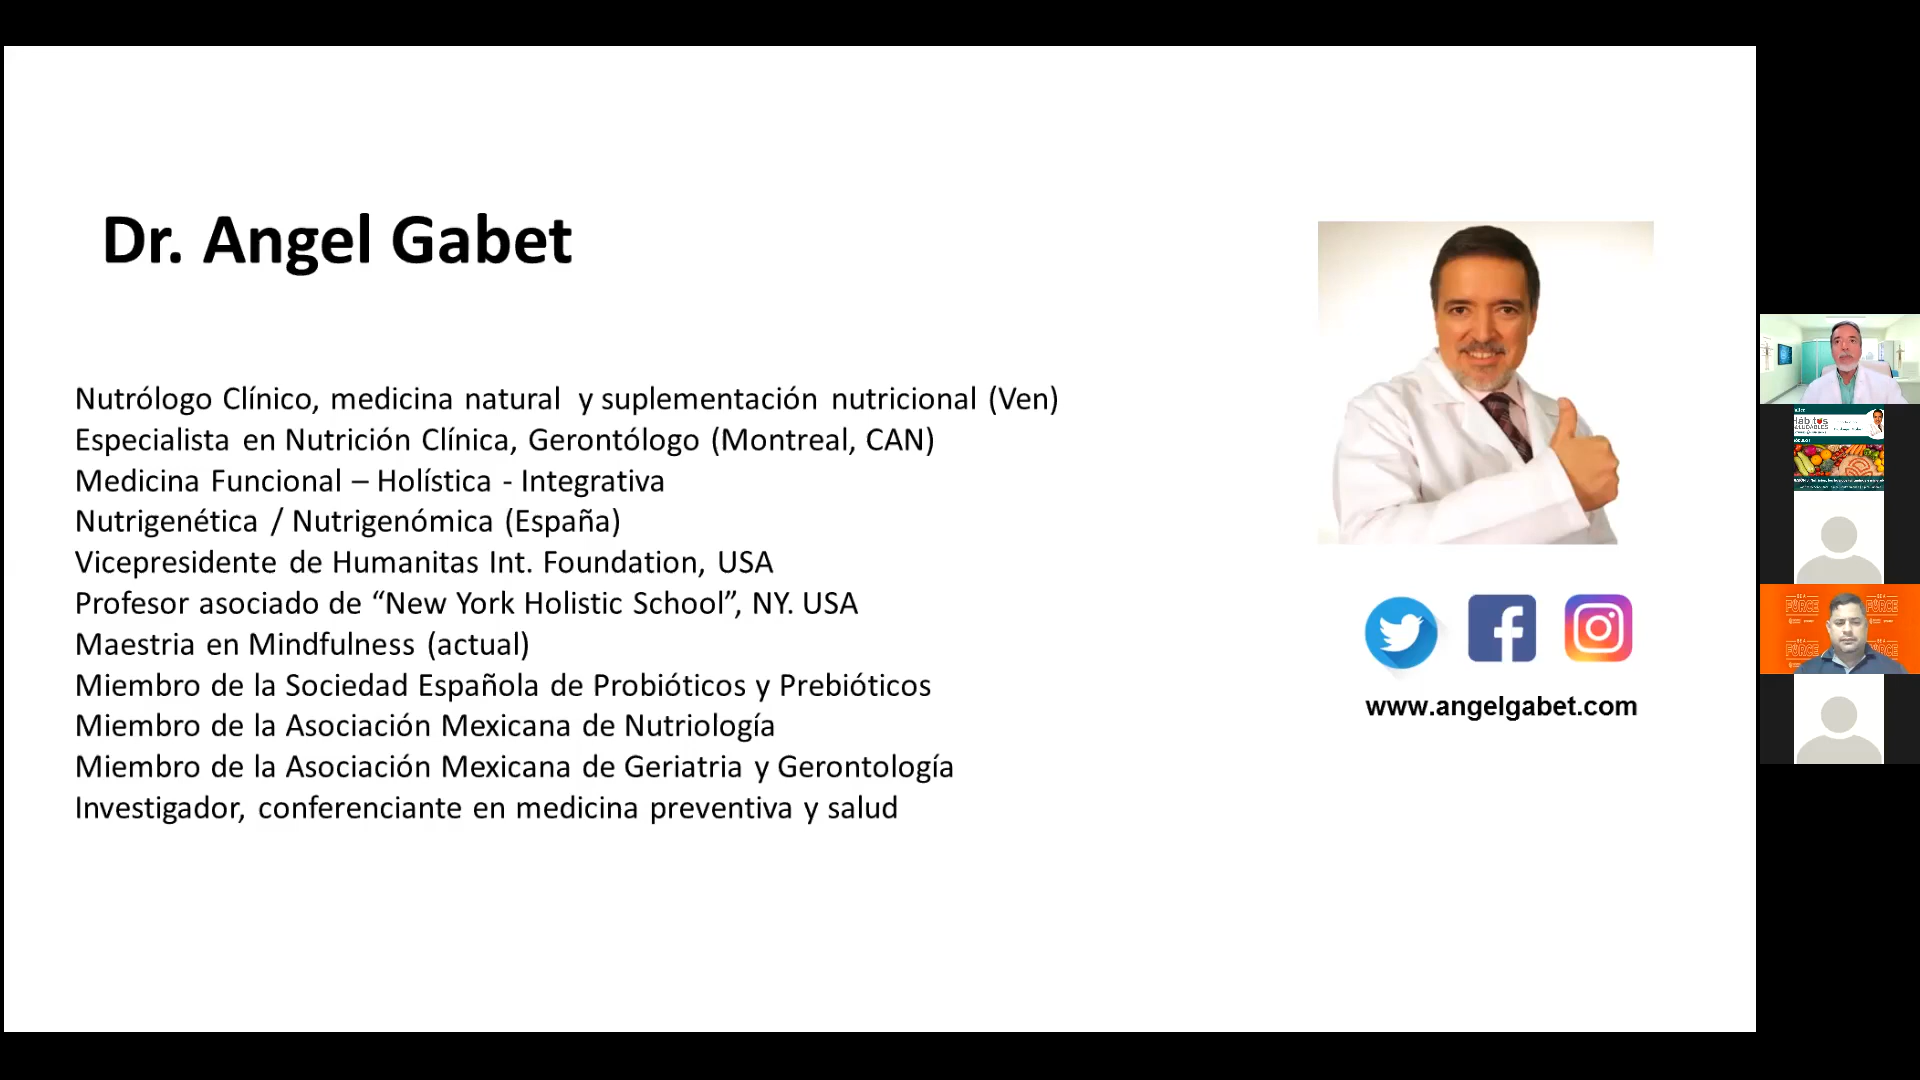 Dr. Angel Gabet
Nutrólogo Clínico, medicina natural y suplementación nutricional (Ven)
Especialista en Nutrición Clínica, Gerontólogo (Montreal, CAN)
Medicina Funcional – Holística - Integrativa
Nutrigenética / Nutrigenómica (España)
Vicepresidente de Humanitas Int. Foundation, USA
Profesor asociado de “New York Holistic School”, NY. USA
Maestria en Mindfulness (actual)
Miembro de la Sociedad Española de Probióticos y Prebióticos
Miembro de la Asociación Mexicana de Nutriología
Miembro de la Asociación Mexicana de Geriatria y Gerontología
Investigador, conferenciante en medicina preventiva y salud
www.angelgabet.com
Hábitos
FORCE
FORCE